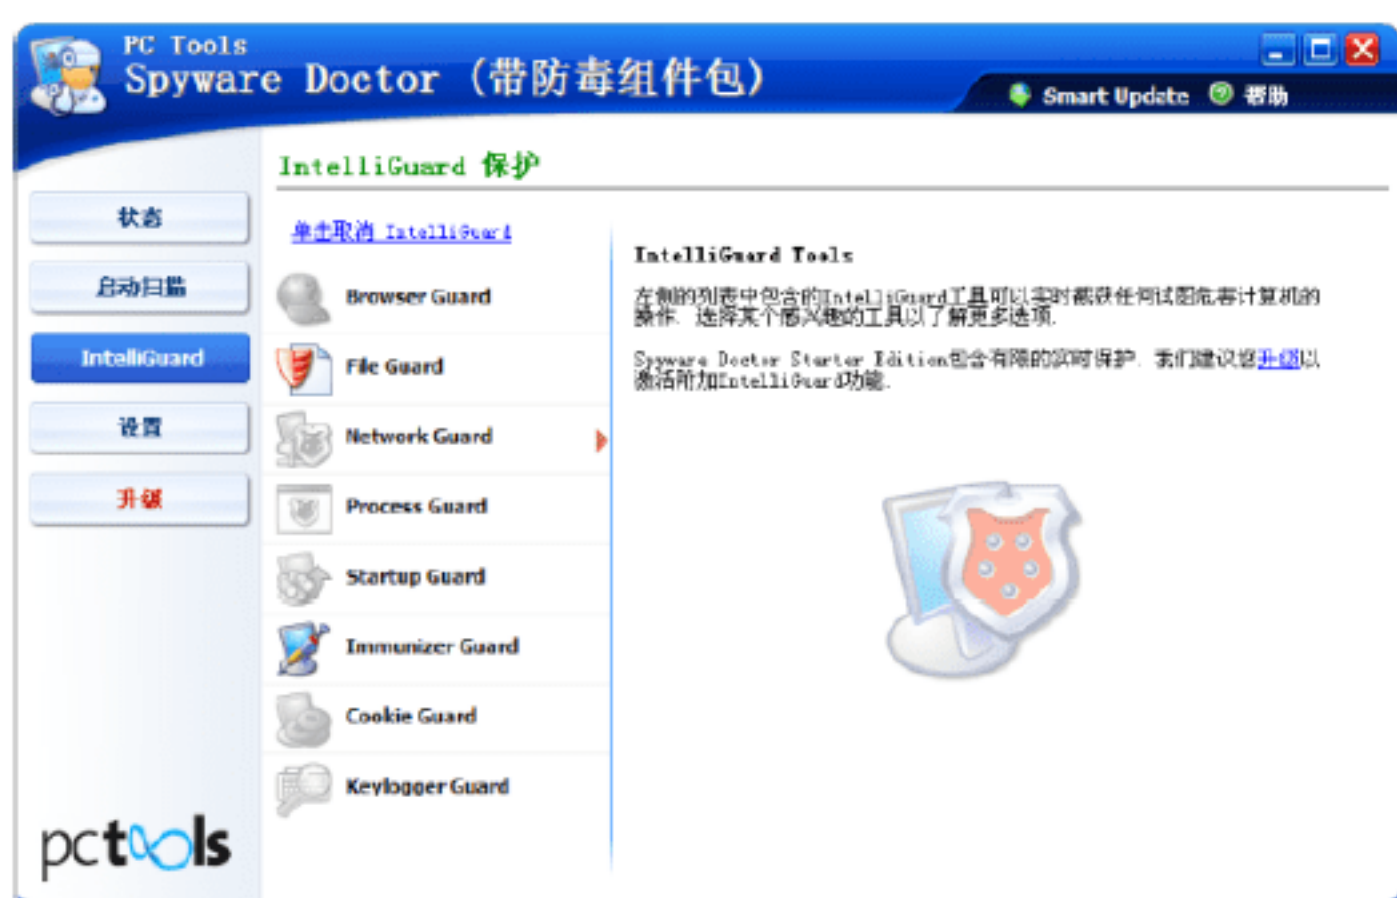 PC Tools
Spyware Doctor (带防毒组件包)
Smart Update 帮助
IntelliGuard 保护
状态
启动扫描
IntelliGuard
设置
升级
单击取消 IntelliGuard
Browser Guard
File Guard
Network Guard
Process Guard
Startup Guard
Immunizer Guard
Cookie Guard
Keylogger Guard
IntelliGuard Tools
左侧的列表中包含的IntelliGuard工具可以实时截获任何试图危害计算机的
操作. 选择某个感兴趣的工具以了解更多选项.
Spyware Doctor Starter Edition包含有限的实时保护. 我们建议您升级以
激活附加IntelliGuard功能.
pctools